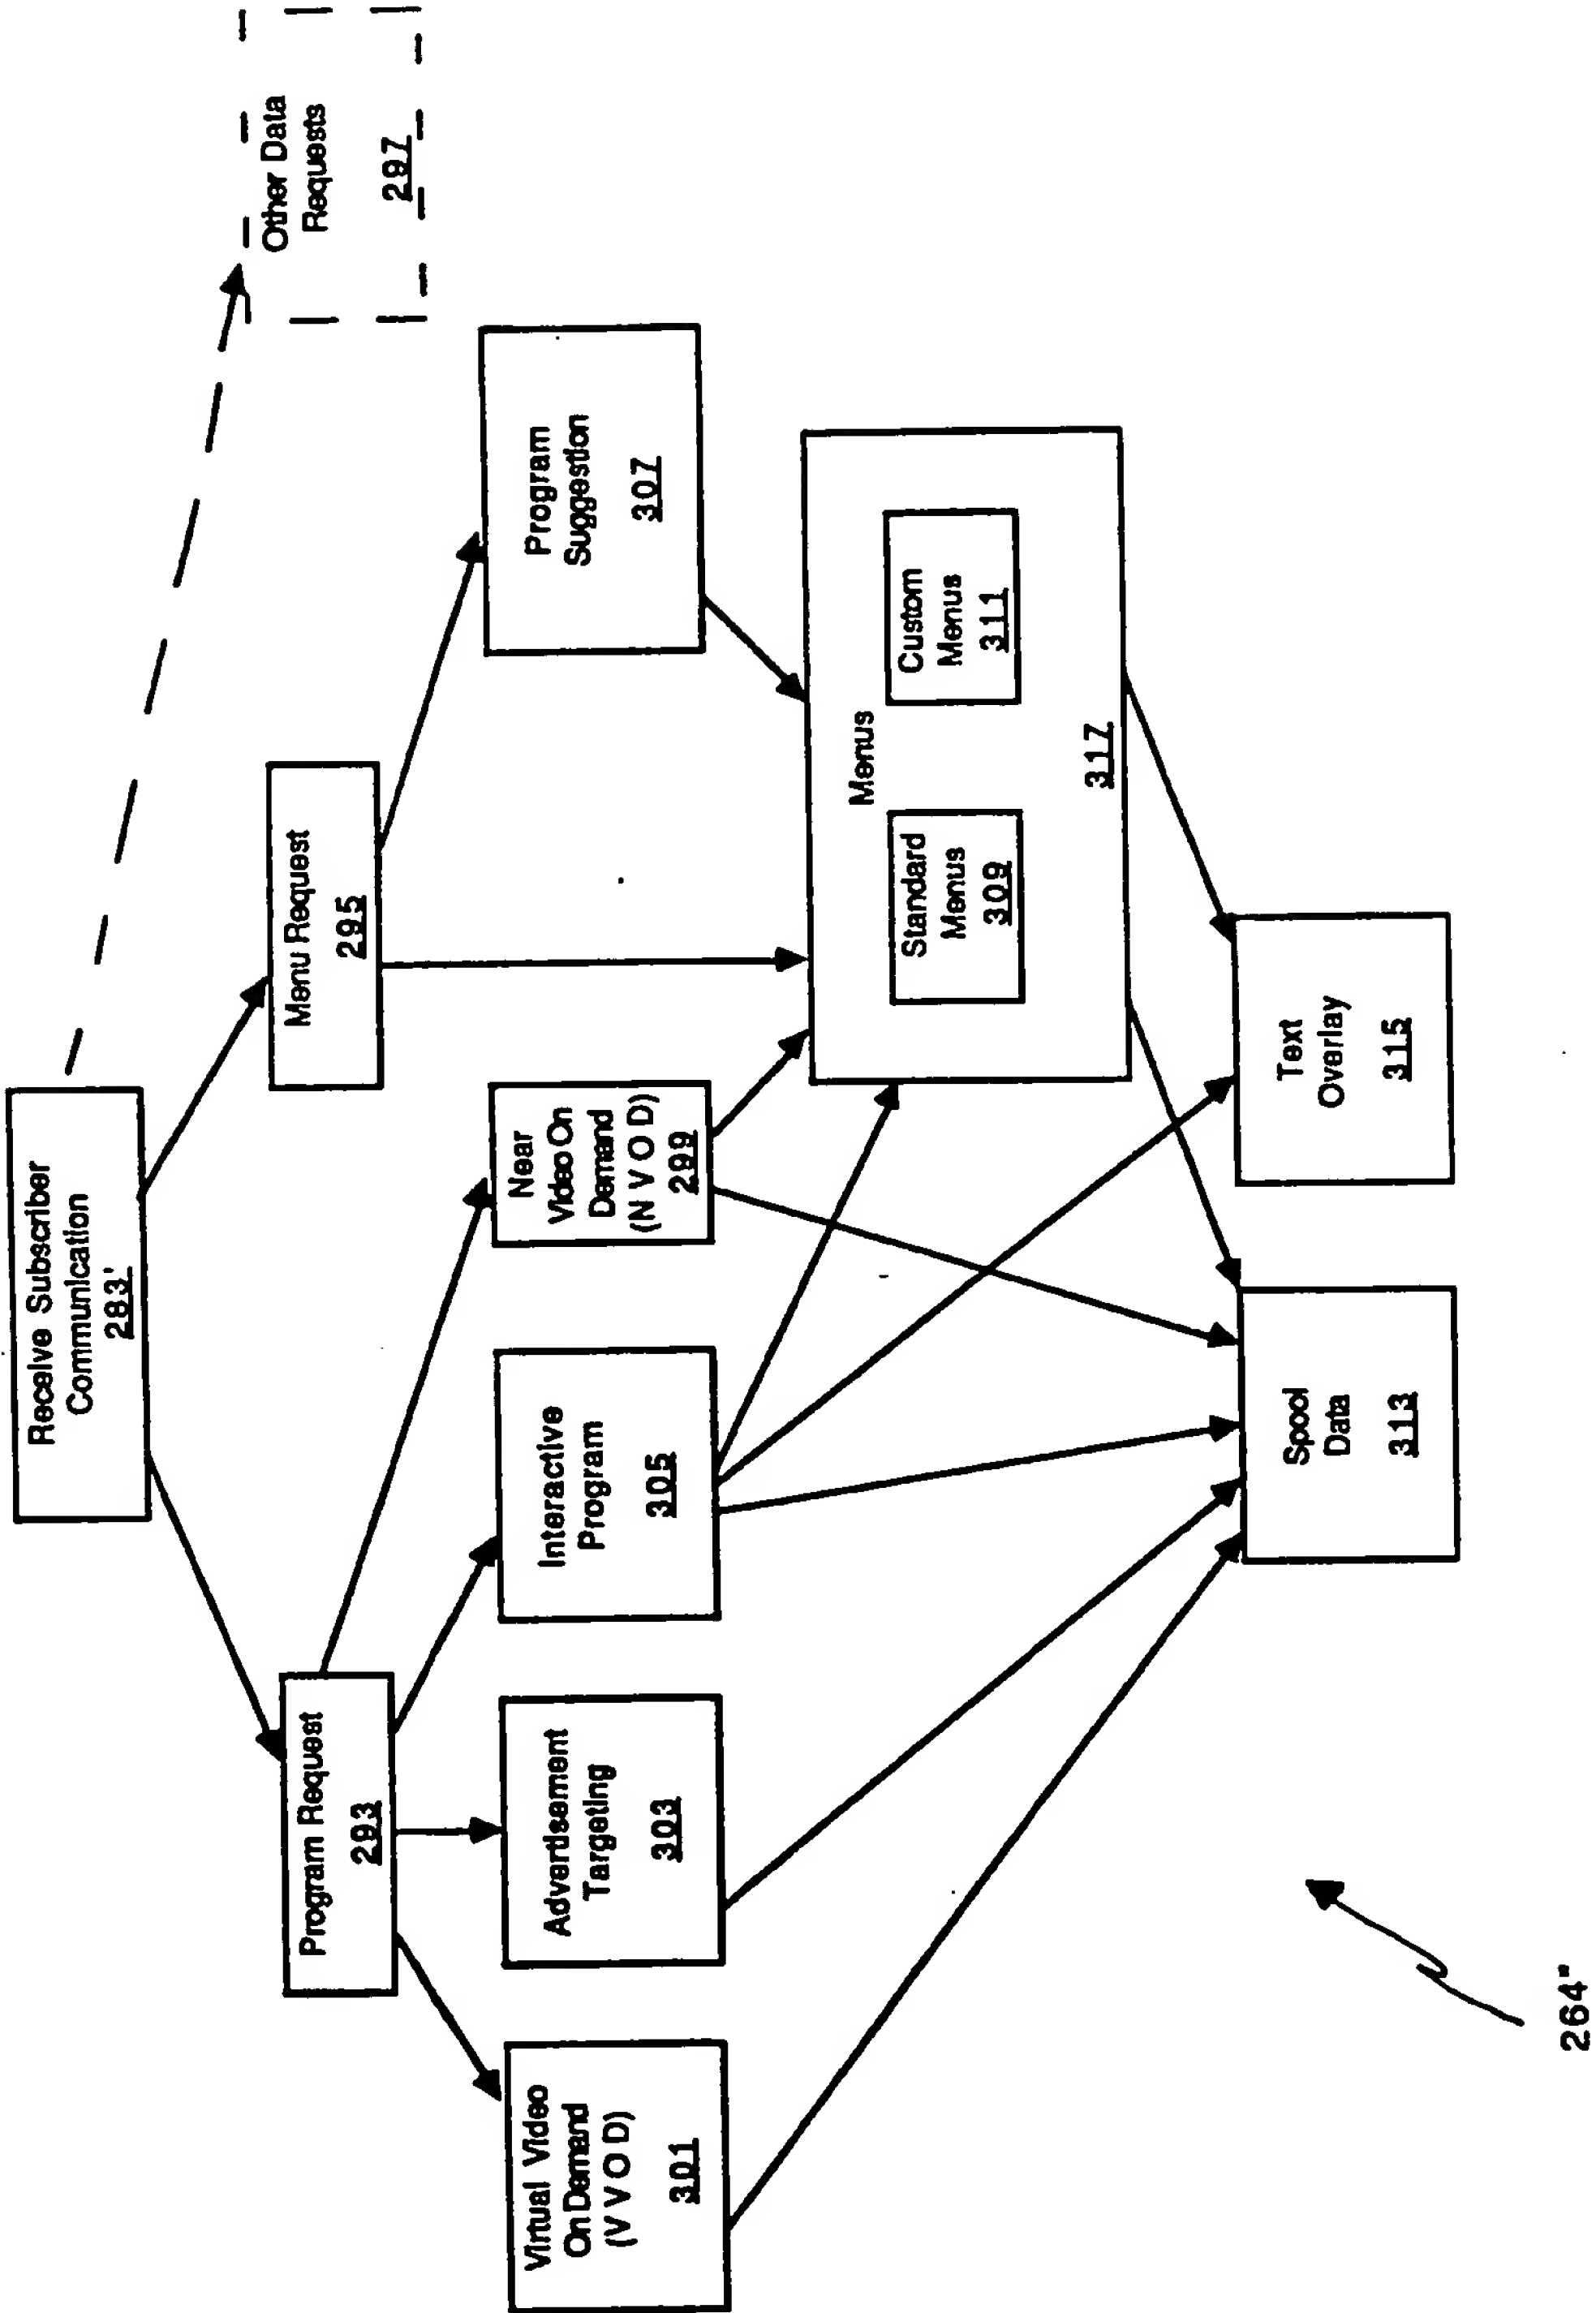 Receive Subscriber
Communication
283'
Other Data
Requests
297
Program Request
293
Menu Request
295
Virtual Video
On Demand
(V V O D)
301
Advertisement
Targeting
303
Interactive
Program
305
Near
Video On
Demand
(N V O D)
299
Program
Suggestion
307
Menus
Standard
Menus
309
Custom
Menus
311
317
Spool
Data
313
Text
Overlay
315
264"